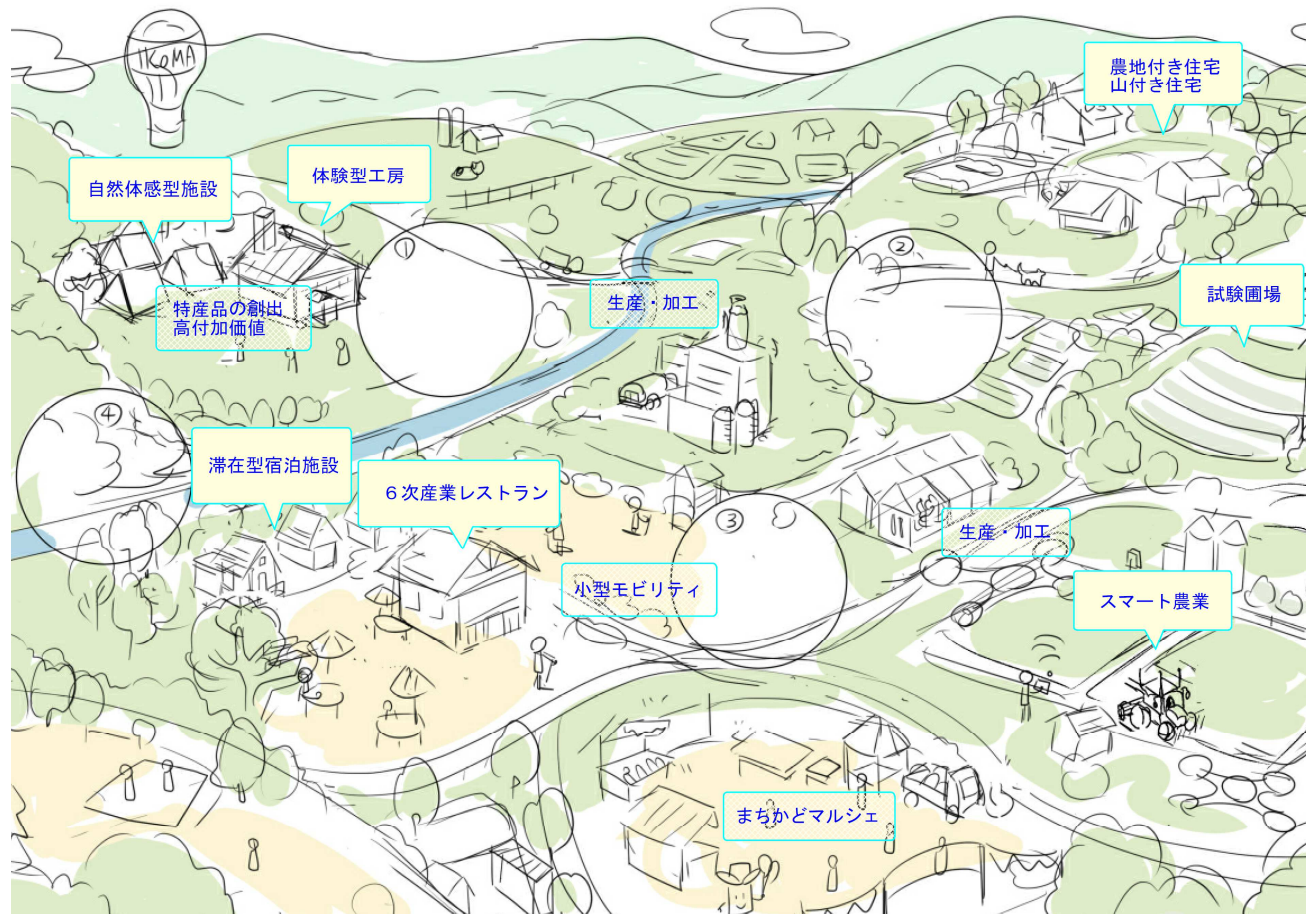 IKOMA
農地付き住宅
山付き住宅
体験型工房
自然体感型施設
①
②
試験圃場
特産品の創出
高付加価値
生産・加工
④
滞在型宿泊施設
６次産業レストラン
③
生産・加工
小型モビリティ
スマート農業
P
まちかどマルシェ